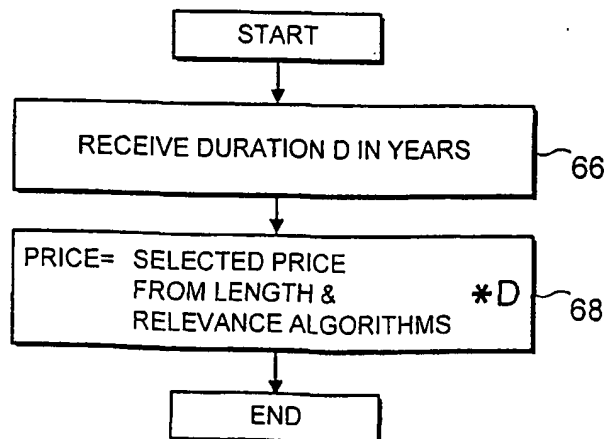 START
RECEIVE DURATION D IN YEARS
66
PRICE= SELECTED PRICE
FROM LENGTH & *D
RELEVANCE ALGORITHMS
68
END